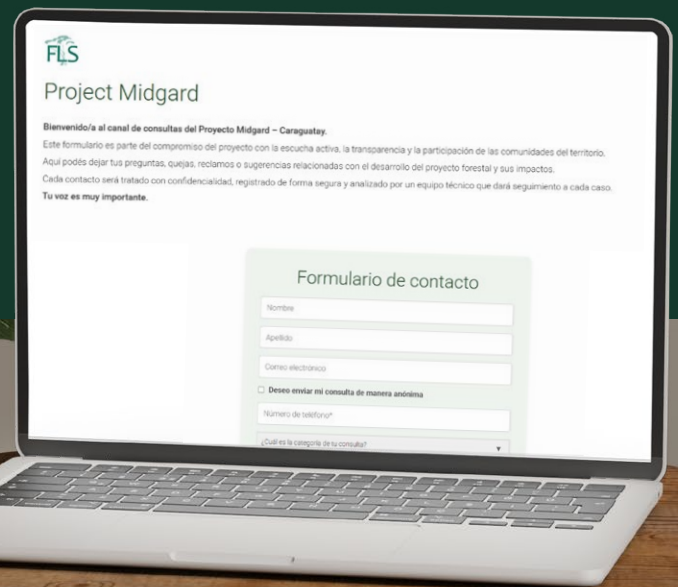 FLS
Project Midgard
Bienvenido/a al canal de consultas del Proyecto Midgard – Caraguatay.
Este formulario es parte del compromiso del proyecto con la escucha activa, la transparencia y la participación de las comunidades del territorio.
Aquí podés dejar tus preguntas, quejas, reclamos o sugerencias relacionadas con el desarrollo del proyecto forestal y sus impactos.
Cada contacto será tratado con confidencialidad, registrado de forma segura y analizado por un equipo técnico que dará seguimiento a cada caso.
Tu voz es muy importante.
Formulario de contacto
Nombre
Apellido
Correo electrónico
Deseo enviar mi consulta de manera anónima
Número de teléfono*
¿Cuál es la categoría de tu consulta?